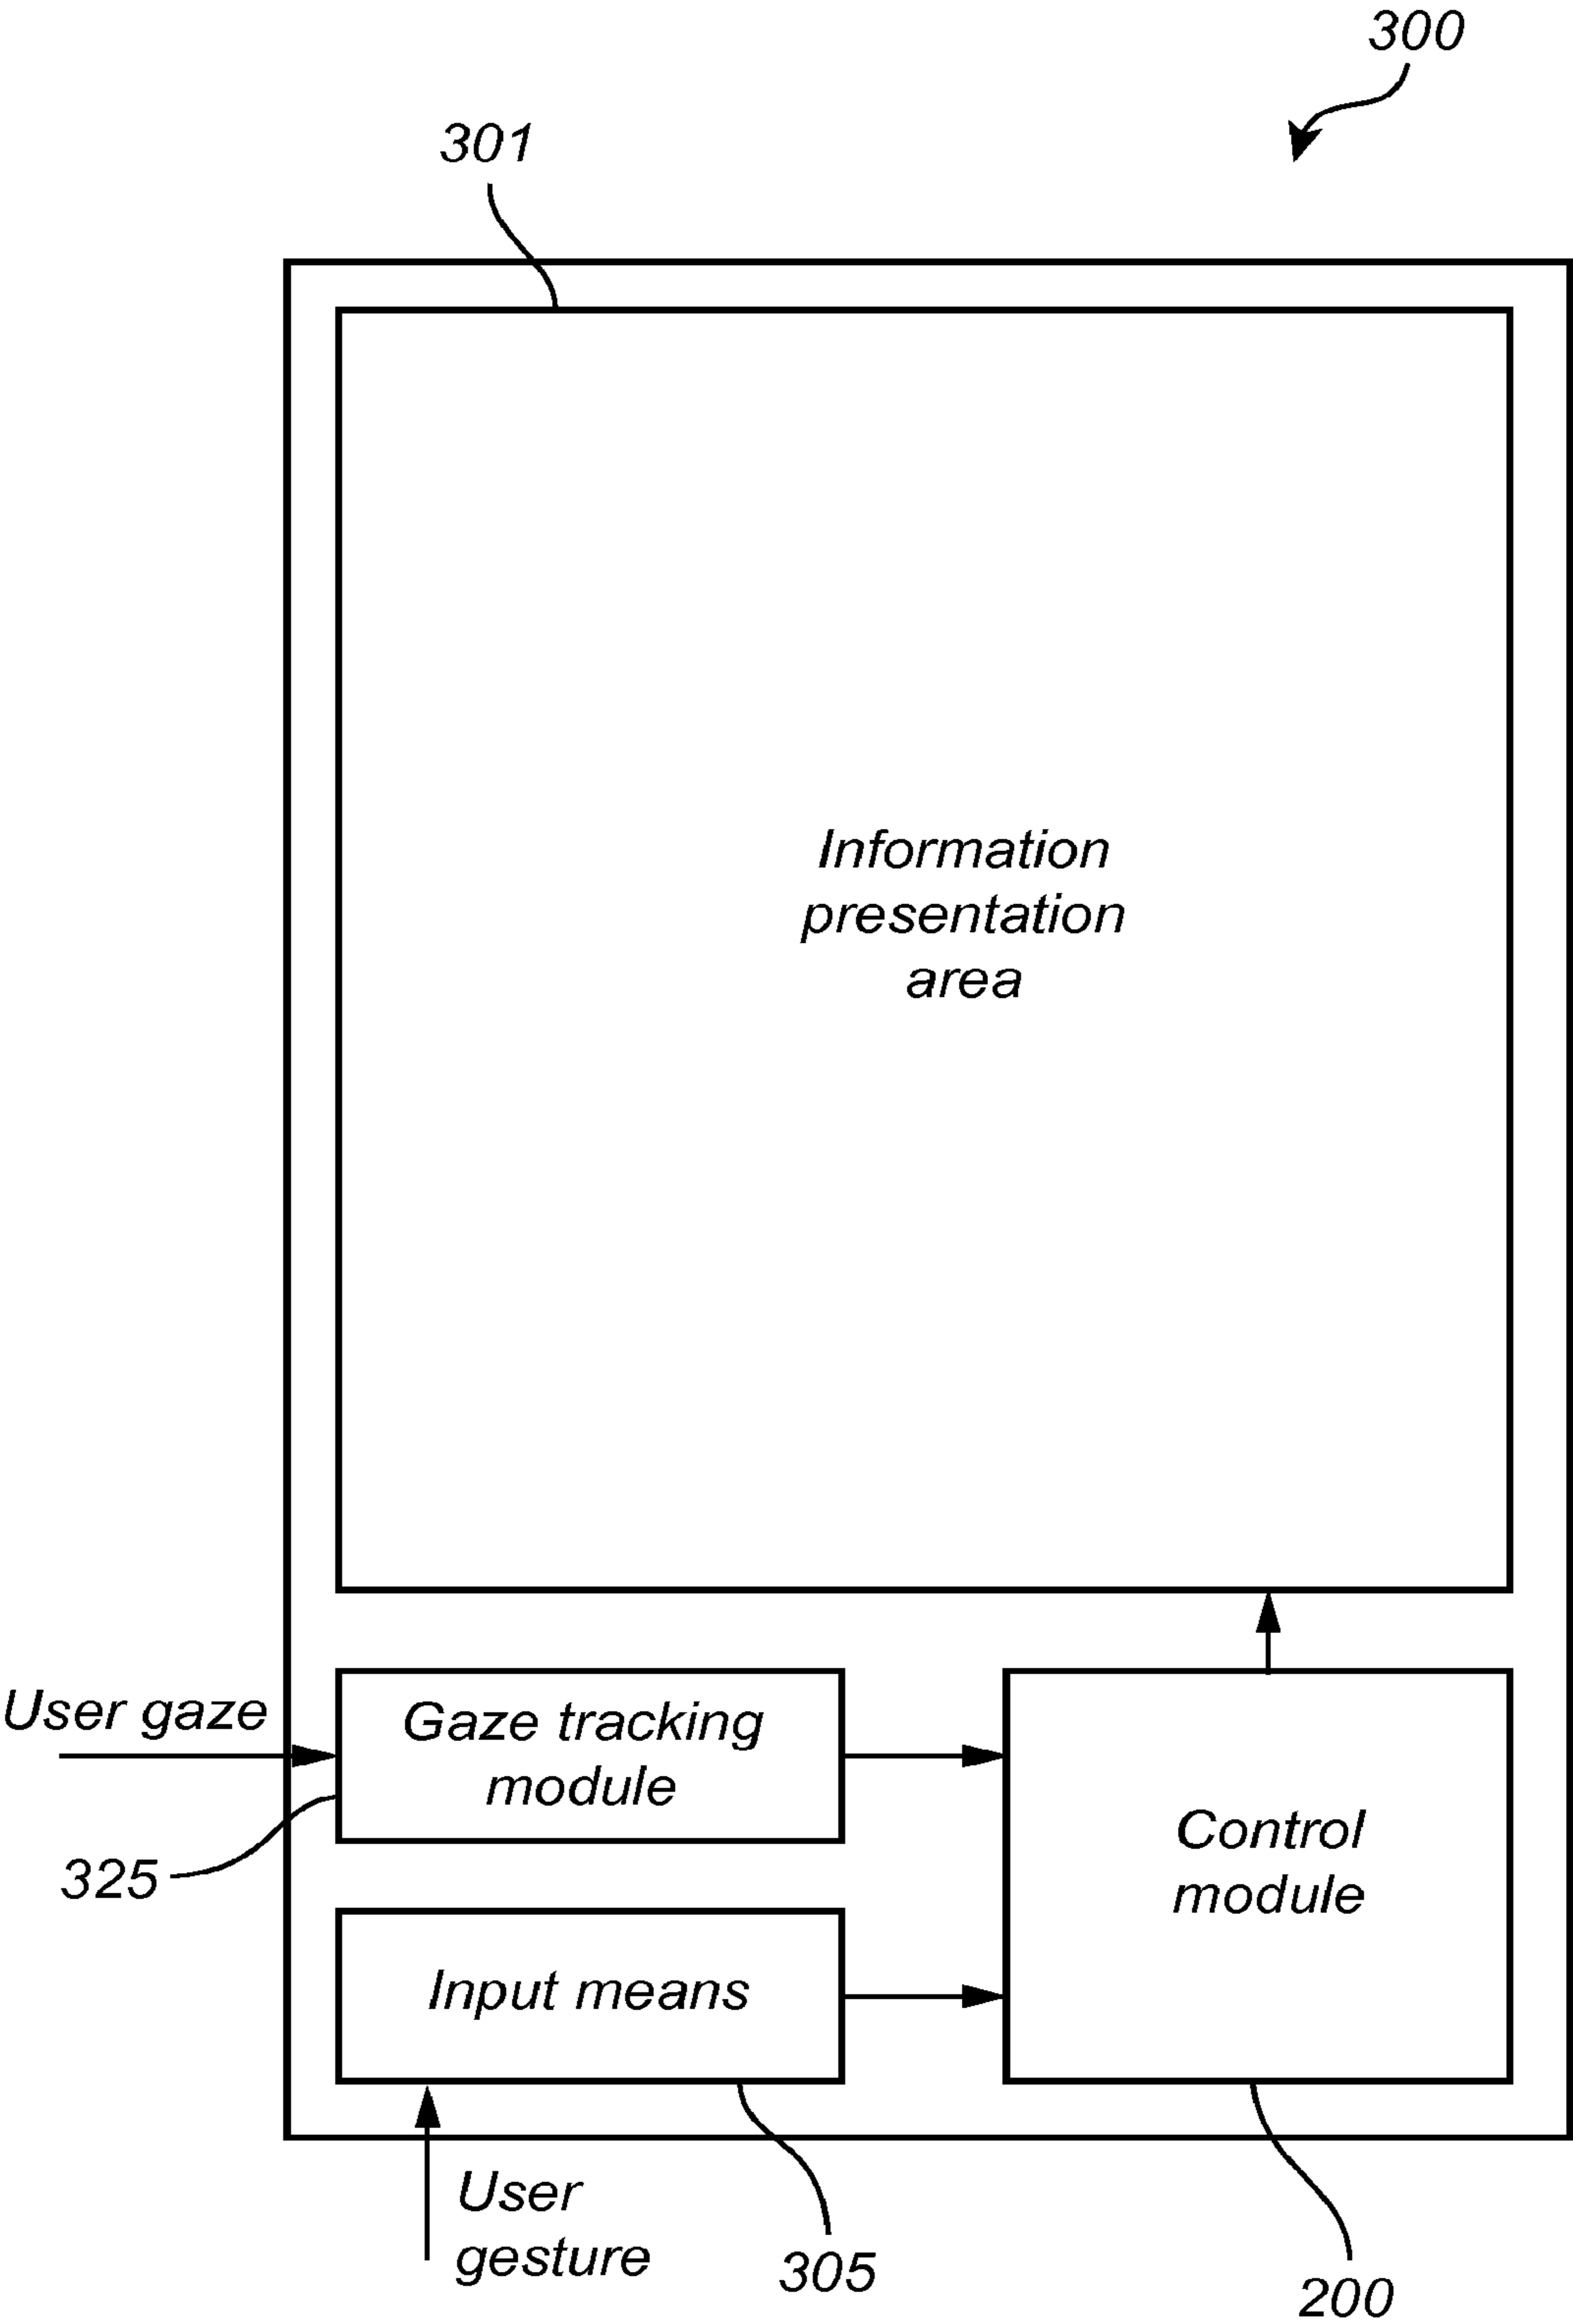 300
301
Information
presentation
area
User gaze
Gaze tracking
module
325
Control
module
Input means
User
gesture
305
200